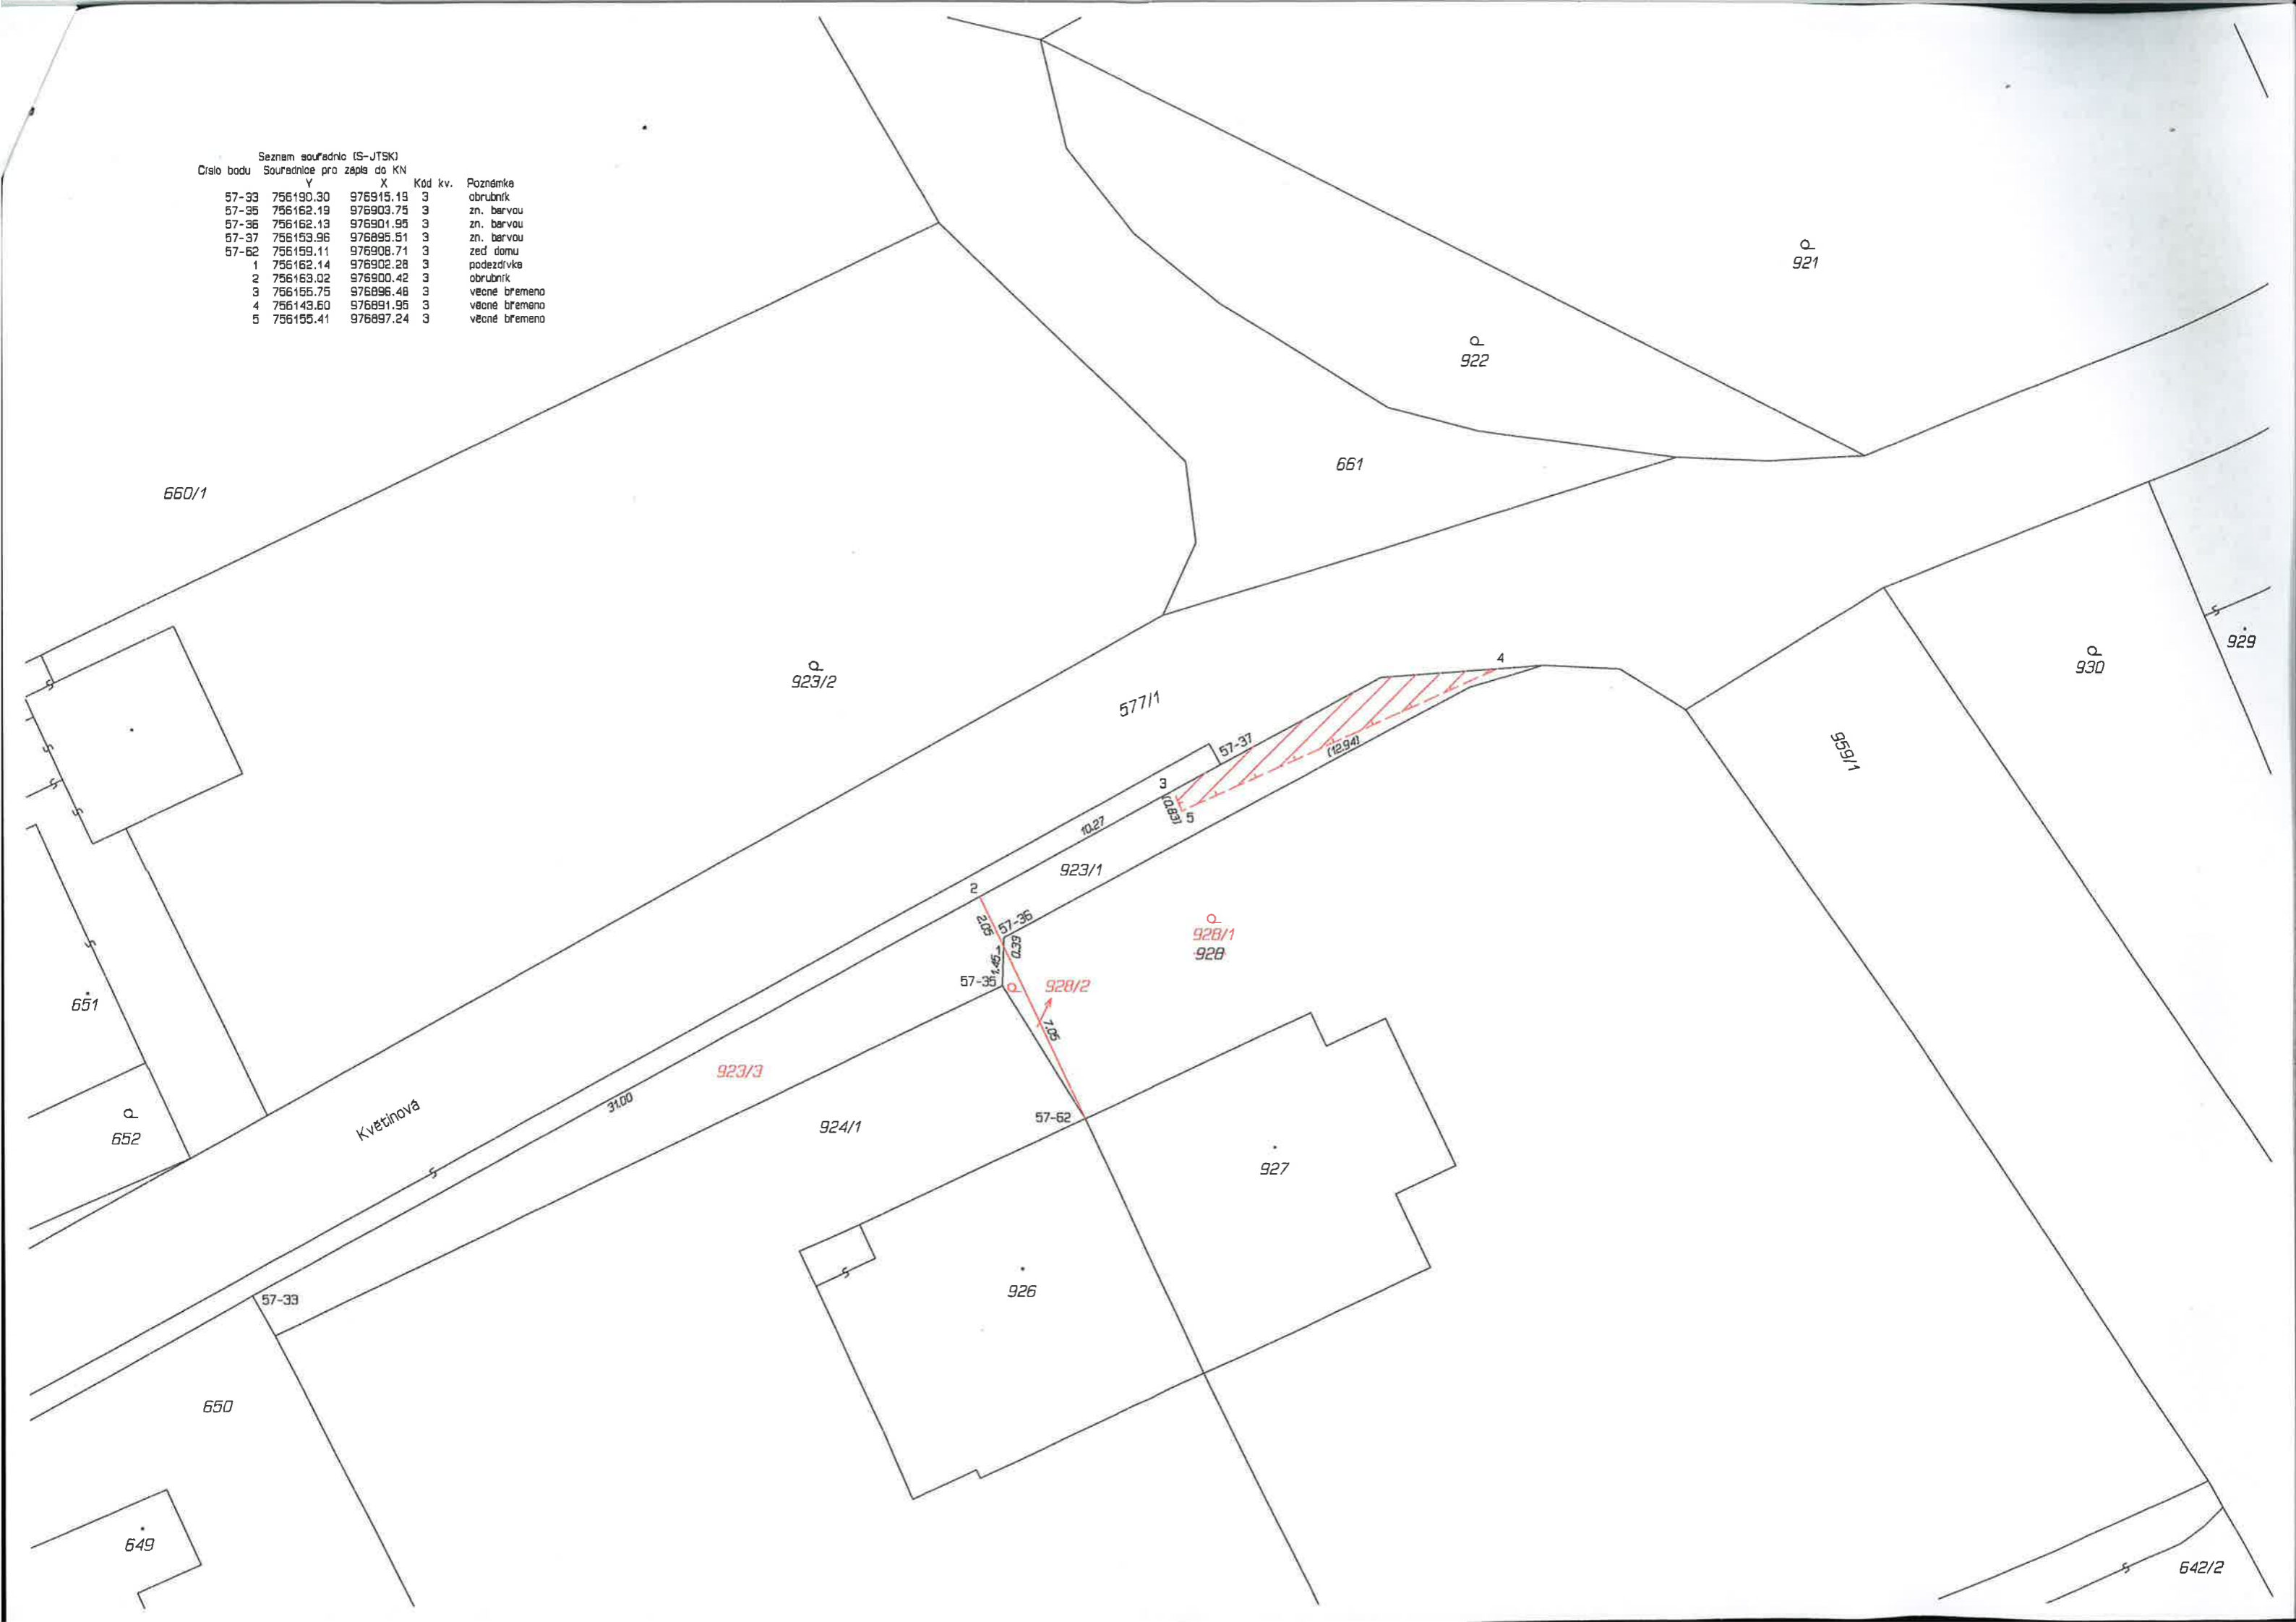 Seznam souřadnic (S-JTSK)
Číslo bodu Souřadnice pro zápis do KN
Y X Kód kv. Poznámka
57-33 756190.30 976915.19 3 obrubník
57-35 756162.19 976903.75 3 zn. barvou
57-36 756162.13 976901.95 3 zn. barvou
57-37 756153.96 976895.51 3 zn. barvou
57-62 756159.11 976908.71 3 zeď domu
1 756162.14 976902.28 3 podezdívka
2 756163.02 976900.42 3 obrubník
3 756155.75 976896.48 3 věcné břemeno
4 756143.60 976891.95 3 věcné břemeno
5 756155.41 976897.24 3 věcné břemeno
921
922
661
660/1
923/2
577/1
4
929
930
959/1
57-37
(12.94)
3
(0.83)
5
10.27
923/1
2
2.05
57-36
1
0.39
1.45
57-35
928/1
928
928/2
7.05
651
923/3
31.00
Květinová
652
924/1
57-62
927
926
57-33
650
649
642/2